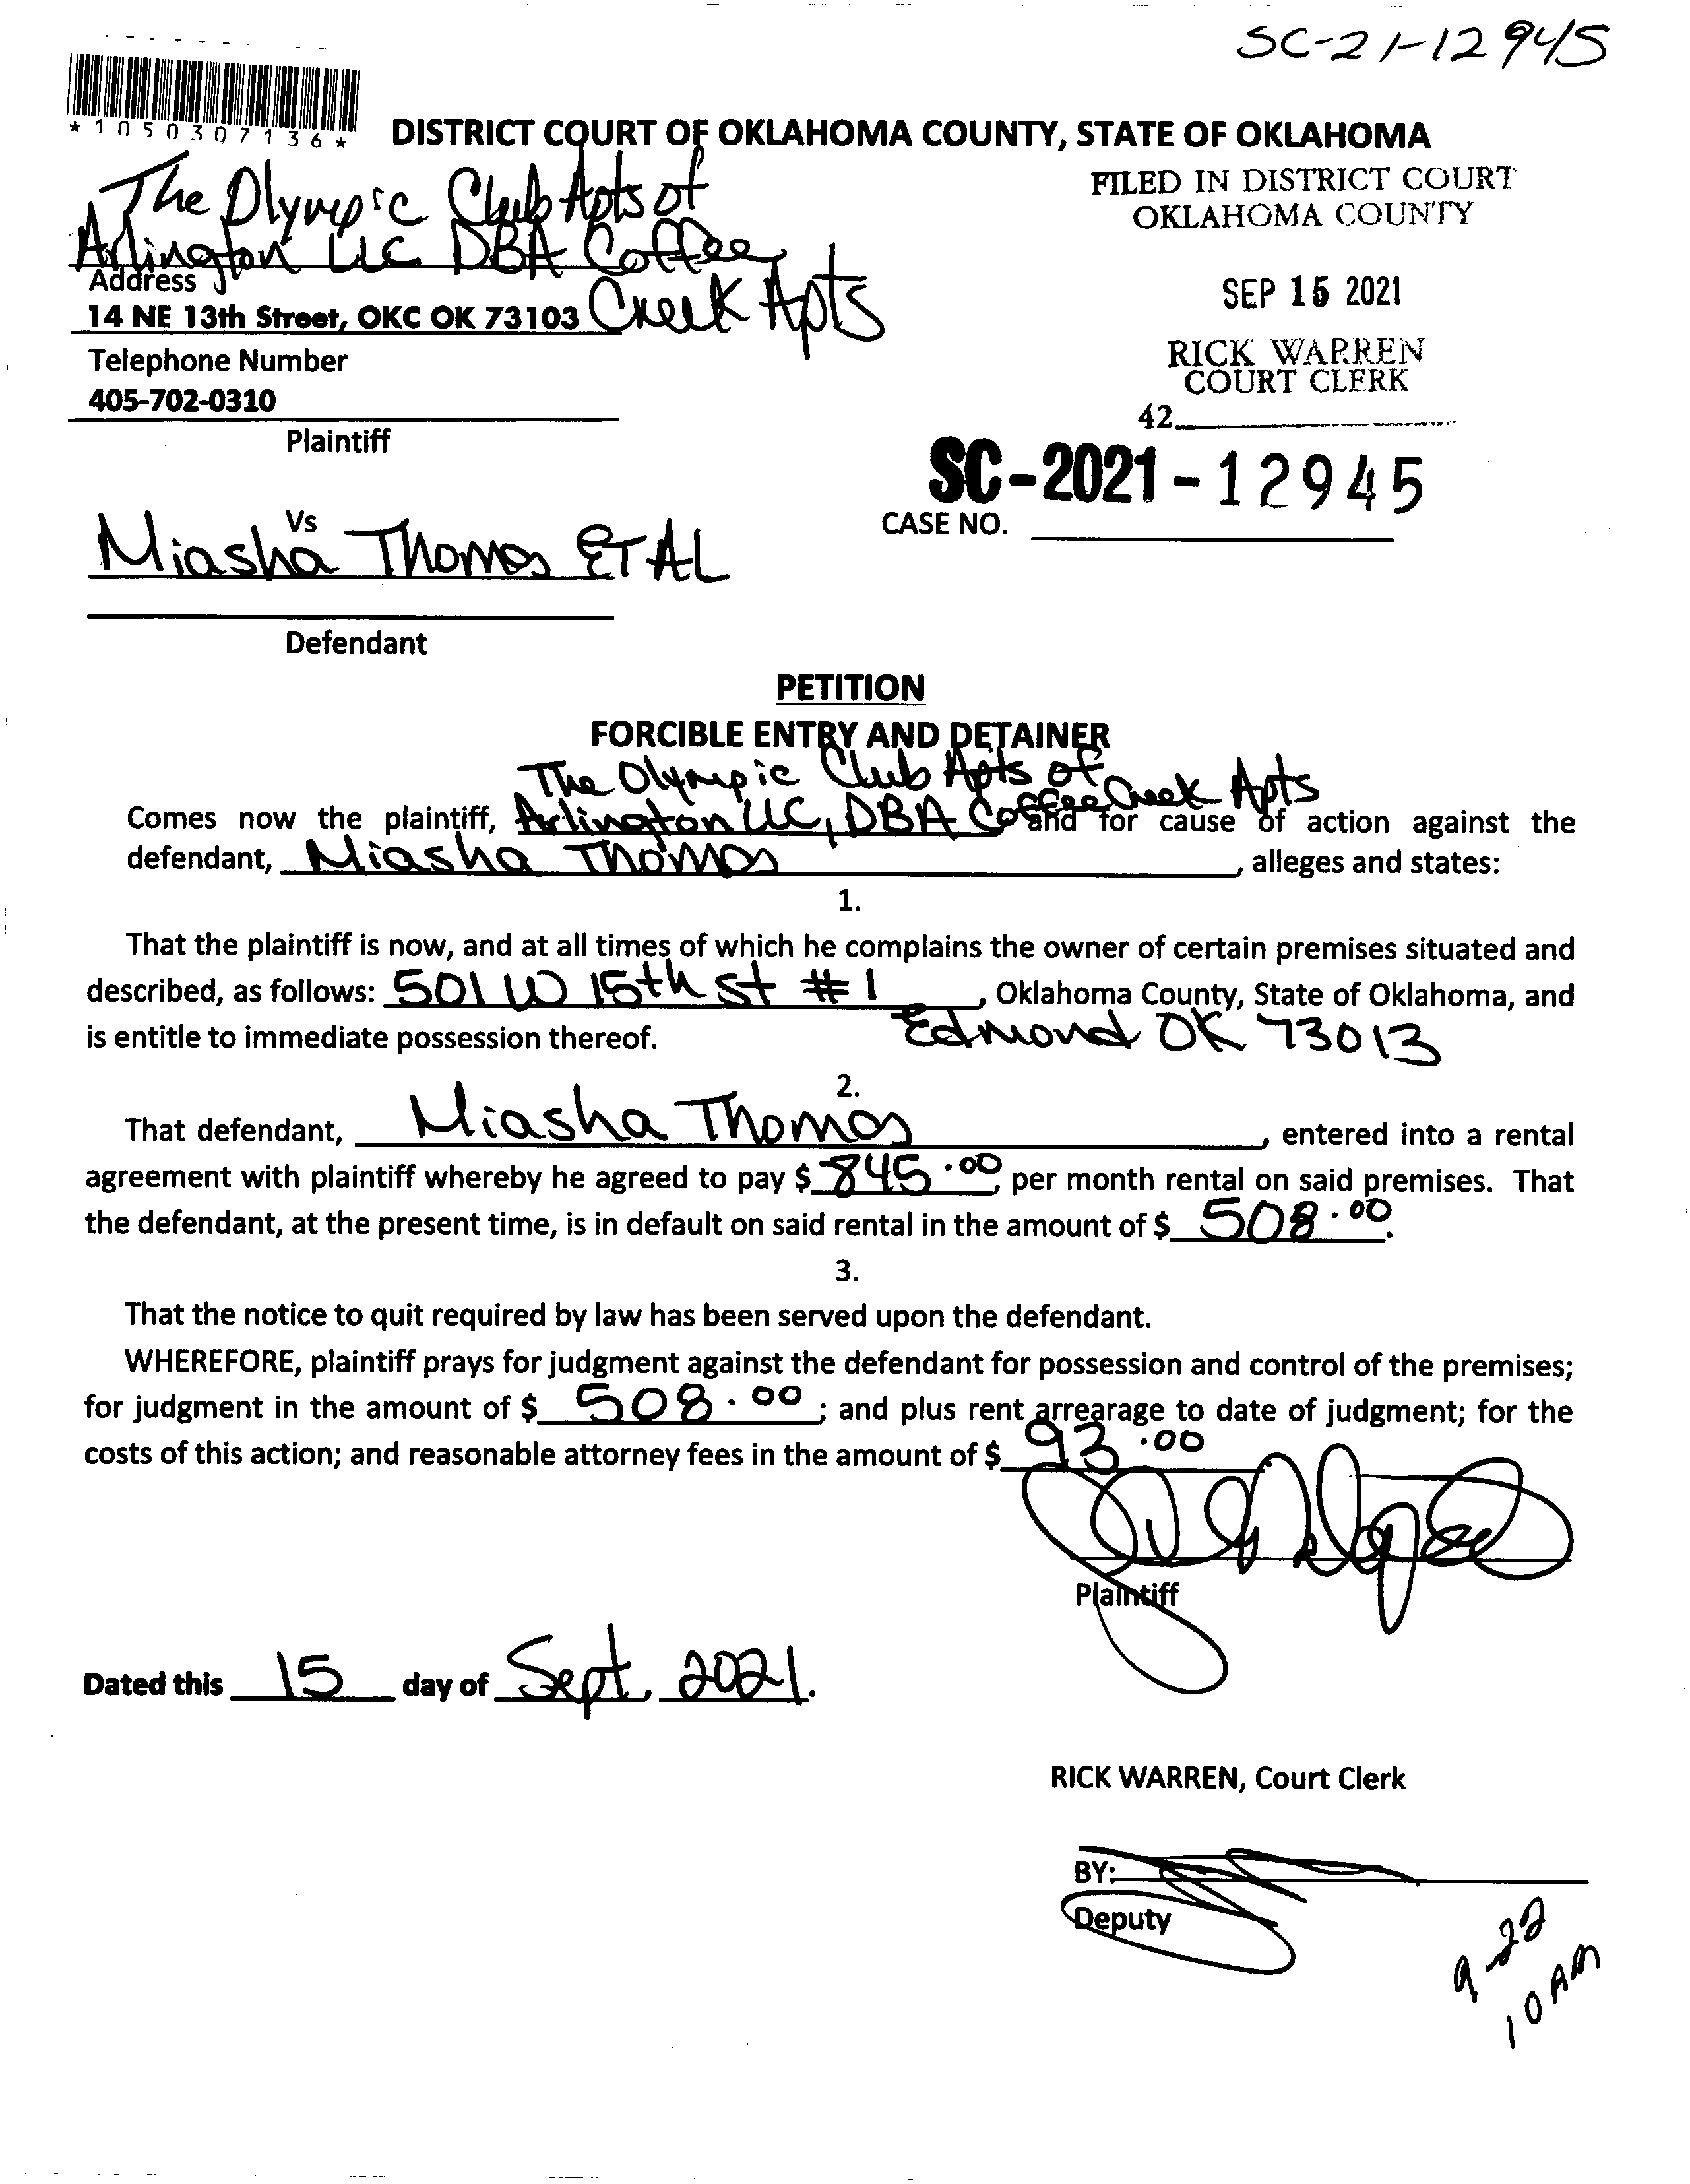 SC-21-12945
*1050307136*
DISTRICT COURT OF OKLAHOMA COUNTY, STATE OF OKLAHOMA
The Olympic Club Apts of
Arlington LLC DBA Coffee
Creek Apts
Address
14 NE 13th Street, OKC OK 73103
Telephone Number
405-702-0310
Plaintiff
FILED IN DISTRICT COURT
OKLAHOMA COUNTY
SEP 15 2021
RICK WARREN
COURT CLERK
42
SC-2021-12945
CASE NO.
Vs
Miasha Thomas ET AL
Defendant
PETITION
FORCIBLE ENTRY AND DETAINER
The Olympic Club Apts of
Comes now the plaintiff, Arlington LLC, DBA Coffee Creek Apts and for cause of action against the
defendant, Miasha Thomas, alleges and states:
1.
That the plaintiff is now, and at all times of which he complains the owner of certain premises situated and
described, as follows: 501 W 15th st #1, Oklahoma County, State of Oklahoma, and
is entitle to immediate possession thereof. Edmond OK 73013
2.
That defendant, Miasha Thomas, entered into a rental
agreement with plaintiff whereby he agreed to pay $ 845.00, per month rental on said premises. That
the defendant, at the present time, is in default on said rental in the amount of $ 508.00.
3.
That the notice to quit required by law has been served upon the defendant.
WHEREFORE, plaintiff prays for judgment against the defendant for possession and control of the premises;
for judgment in the amount of $ 508.00; and plus rent arrearage to date of judgment; for the
costs of this action; and reasonable attorney fees in the amount of $ 93.00
Plaintiff
Dated this 15 day of Sept, 2021.
RICK WARREN, Court Clerk
BY:
Deputy
9-22
10 AM